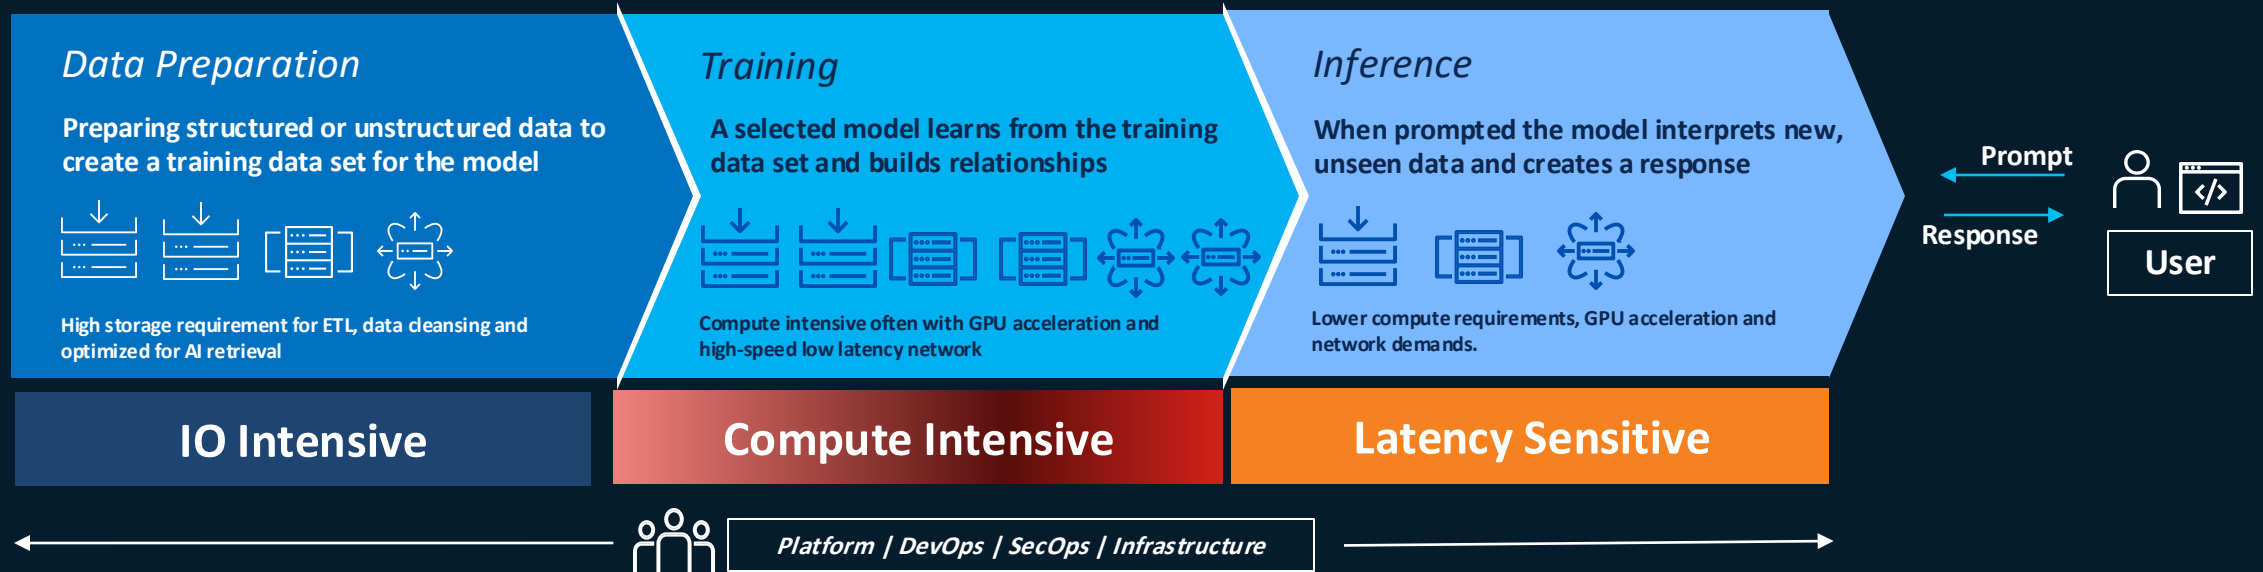 Data Preparation
Preparing structured or unstructured data to
create a training data set for the model
High storage requirement for ETL, data cleansing and
optimized for AI retrieval
IO Intensive
Training
A selected model learns from the training
data set and builds relationships
Compute intensive often with GPU acceleration and
high-speed low latency network
Compute Intensive
Inference
When prompted the model interprets new,
unseen data and creates a response
Lower compute requirements, GPU acceleration and
network demands.
Latency Sensitive
Prompt
Response
</>
User
Platform | DevOps | SecOps | Infrastructure